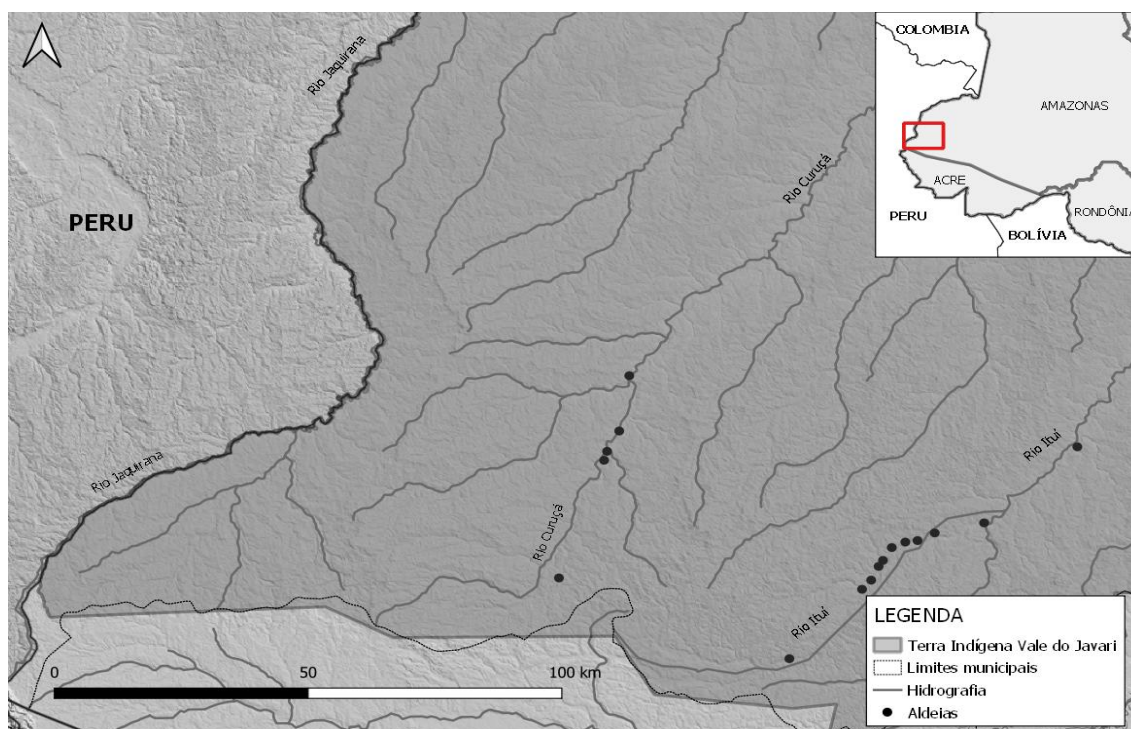 COLOMBIA
AMAZONAS
ACRE
PERU
RONDÔNIA
BOLÍVIA
Rio Jaquirana
Rio Curuçá
PERU
Rio Jaquirana
Rio Ituí
Rio Curuçá
Rio Ituí
LEGENDA
Terra Indígena Vale do Javari
Limites municipais
Hidrografia
Aldeias
0 50 100 km